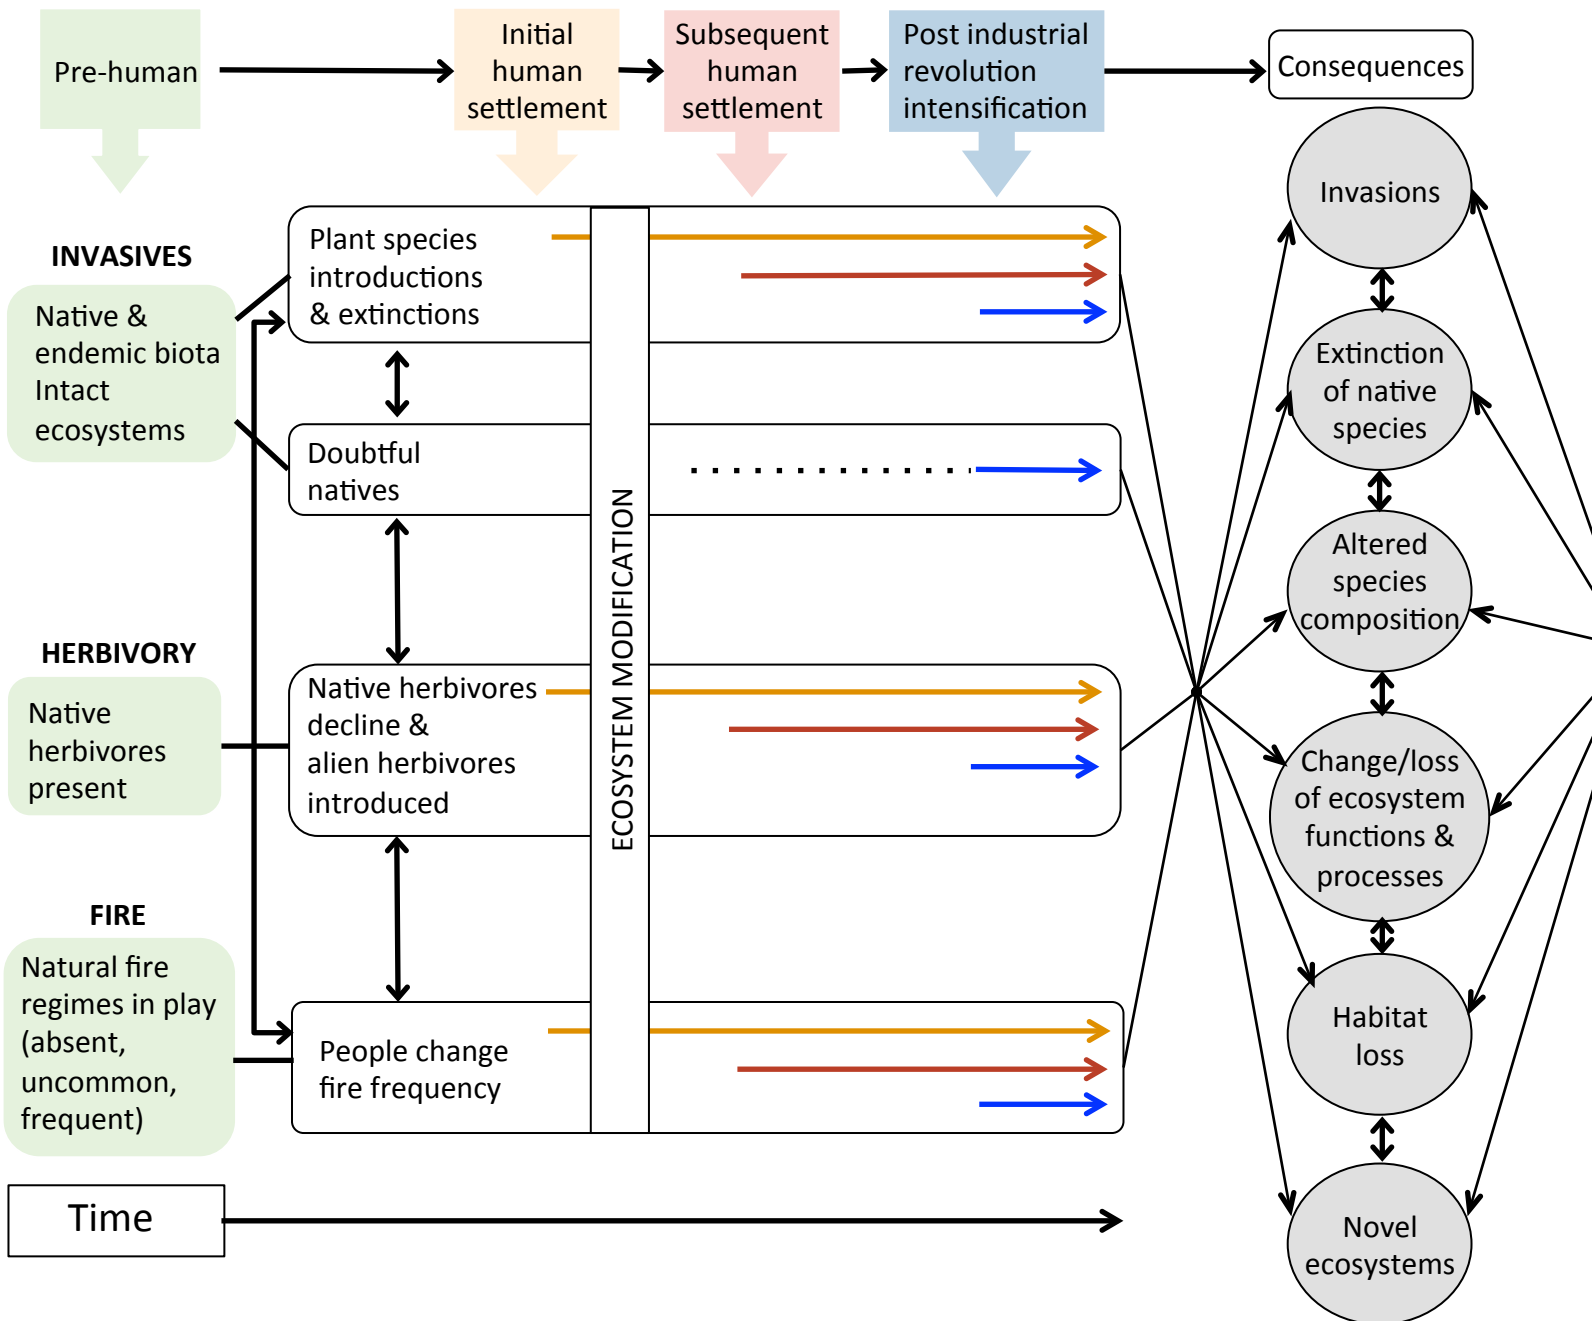 Pre-human
Initial
human
settlement
Subsequent
human
settlement
Post industrial
revolution
intensification
Consequences
INVASIVES
Native &
endemic biota
Intact
ecosystems
Plant species
introductions
& extinctions
Doubtful
natives
HERBIVORY
Native
herbivores
present
Native herbivores
decline &
alien herbivores
introduced
FIRE
Natural fire
regimes in play
(absent,
uncommon,
frequent)
People change
fire frequency
ECOSYSTEM MODIFICATION
Time
Invasions
Extinction
of native
species
Altered
species
composition
Change/loss
of ecosystem
functions &
processes
Habitat
loss
Novel
ecosystems